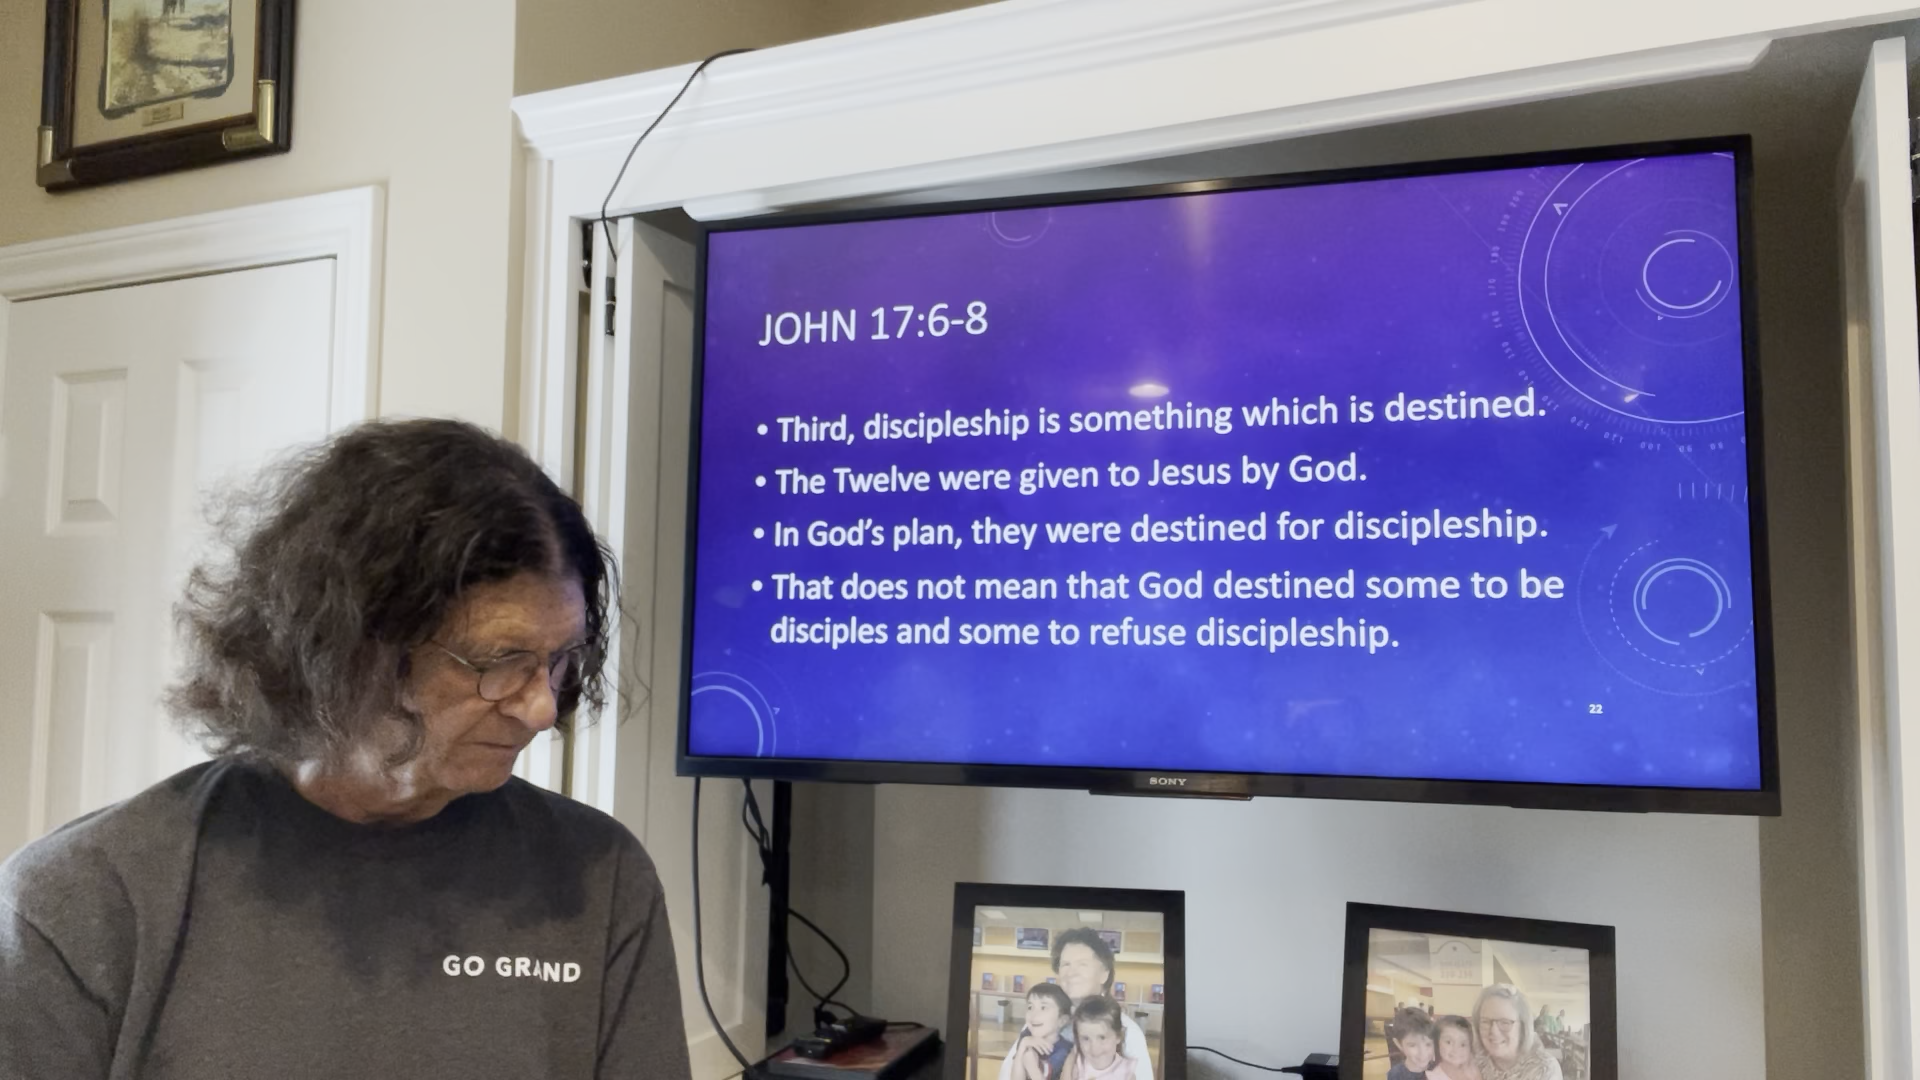 JOHN 17:6-8
• Third, discipleship is something which is destined.
• The Twelve were given to Jesus by God.
• In God's plan, they were destined for discipleship.
• That does not mean that God destined some to be
disciples and some to refuse discipleship.
22
SONY
GO GRAND